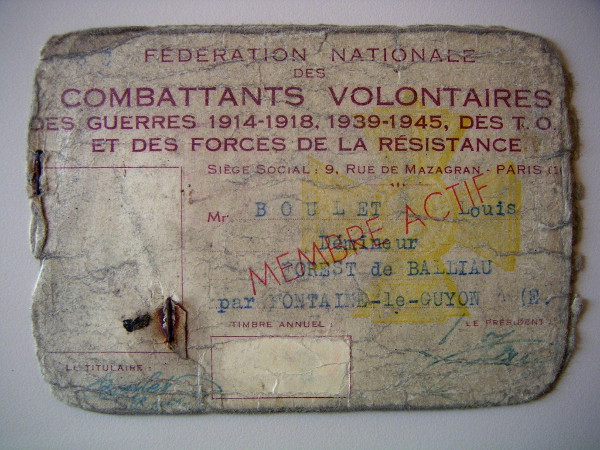 FÉDÉRATION NATIONALE
DES
COMBATTANTS VOLONTAIRES
DES GUERRES 1914-1918, 1939-1945, DES T. O.
ET DES FORCES DE LA RÉSISTANCE
SIÈGE SOCIAL : 9, RUE DE MAZAGRAN - PARIS
Mr. BOULET Louis
MEMBRE ACTIF
Démineur
FOREST de BALLIAU
par FONTAINE-le-GUYON (E.
TIMBRE ANNUEL :
LE PRÉSIDENT
LE TITULAIRE :